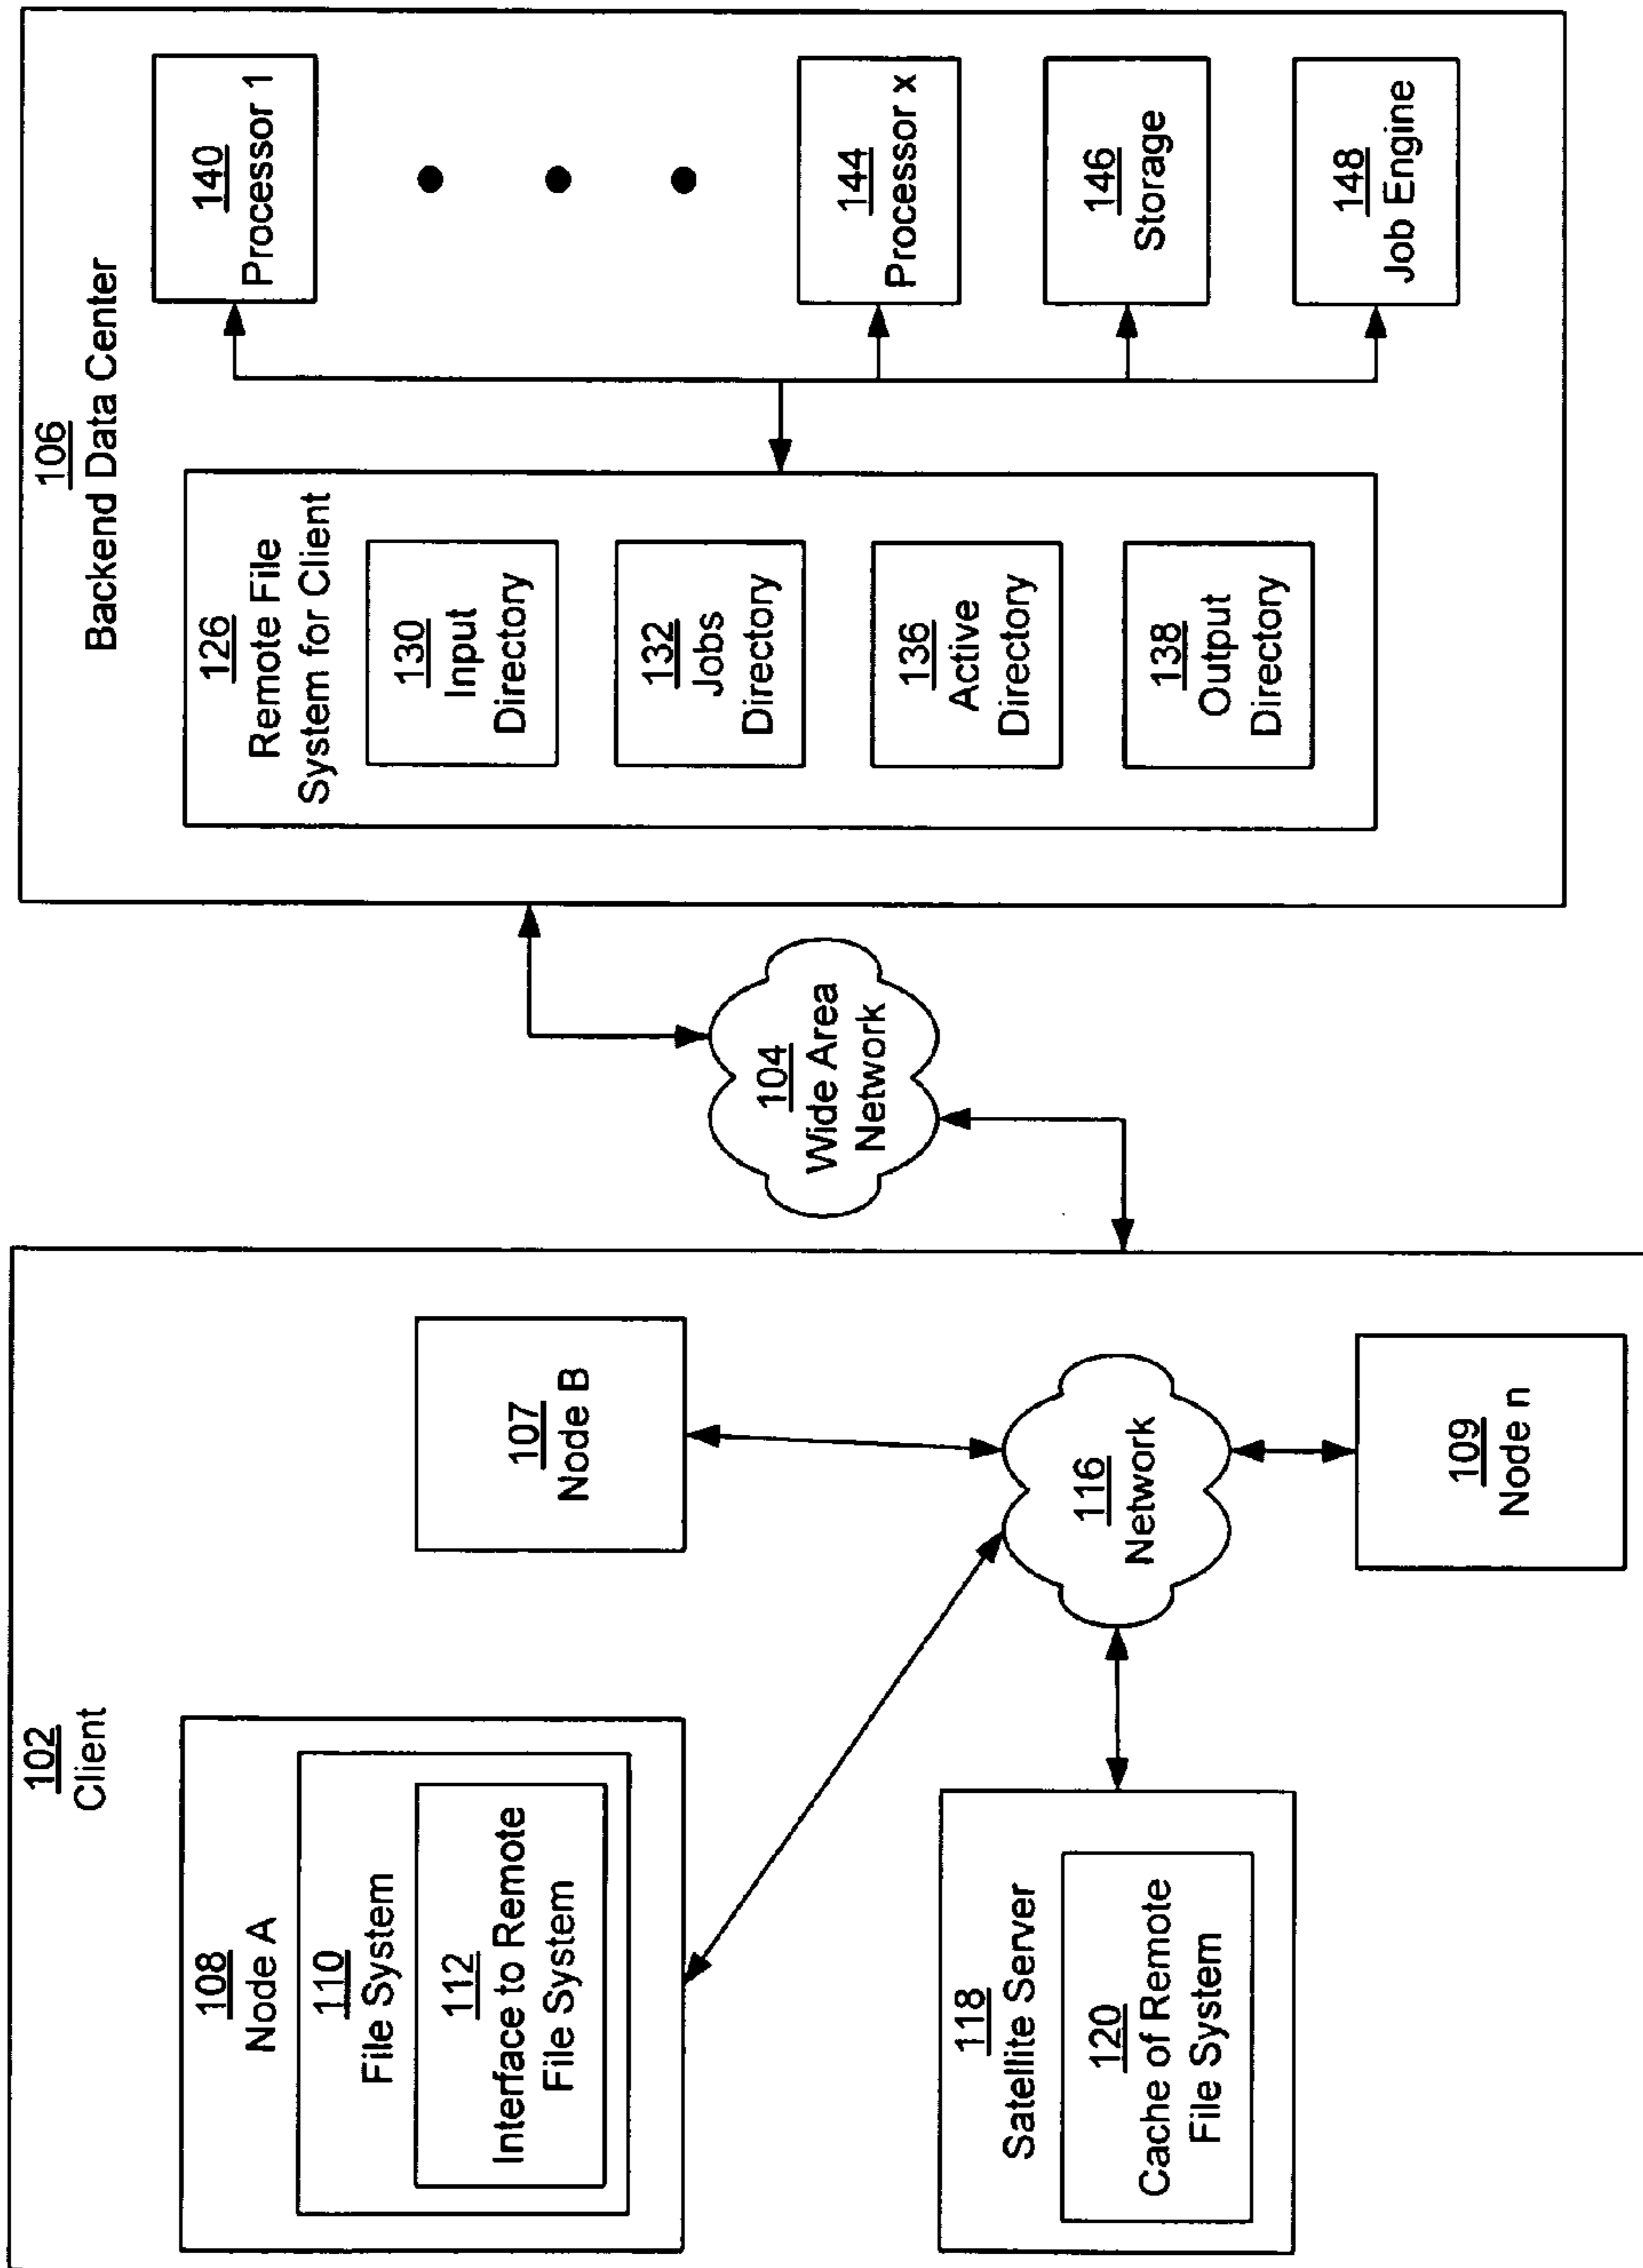 102
Client
108
Node A
110
File System
112
Interface to Remote
File System
107
Node B
118
Satellite Server
120
Cache of Remote
File System
116
Network
109
Node n
104
Wide Area
Network
106
Backend Data Center
126
Remote File
System for Client
130
Input
Directory
132
Jobs
Directory
136
Active
Directory
138
Output
Directory
140
Processor 1
144
Processor x
146
Storage
148
Job Engine